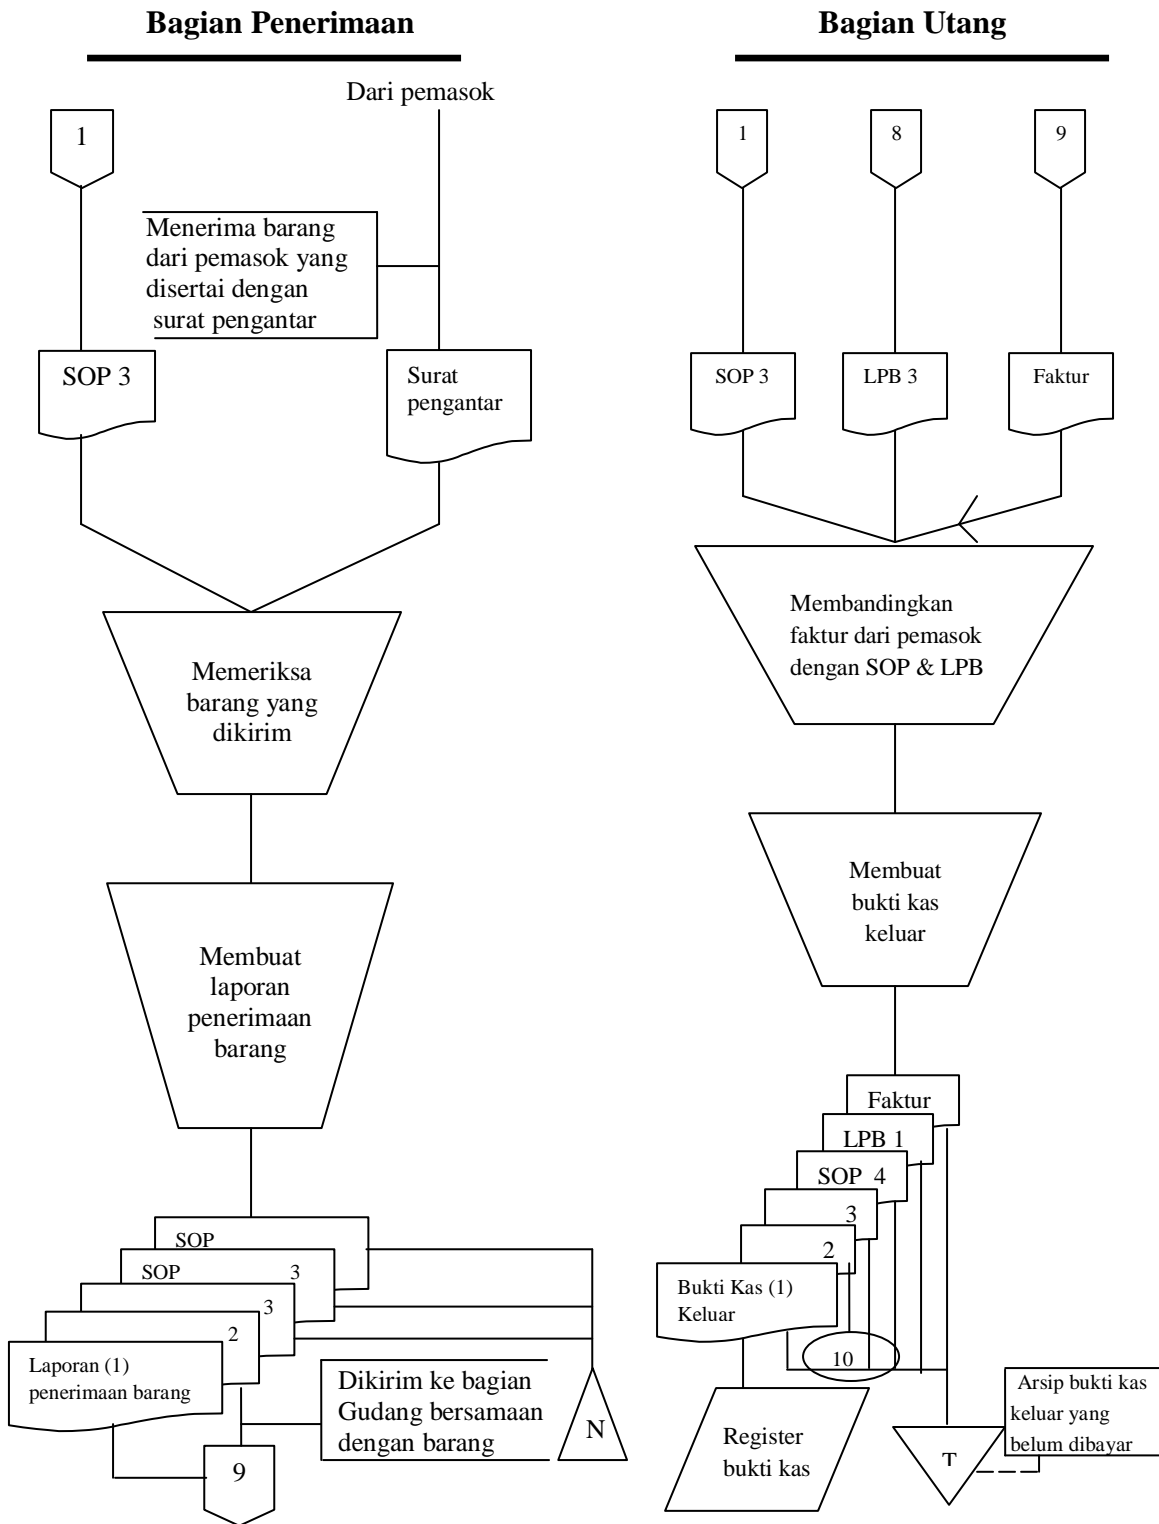 Bagian Penerimaan
Dari pemasok
1
Menerima barang
dari pemasok yang
disertai dengan
surat pengantar
SOP 3
Surat
pengantar
Memeriksa
barang yang
dikirim
Membuat
laporan
penerimaan
barang
SOP
SOP 3
3
2
Laporan (1)
penerimaan barang
Dikirim ke bagian
Gudang bersamaan
dengan barang
N
9
Bagian Utang
1
8
9
SOP 3
LPB 3
Faktur
Membandingkan
faktur dari pemasok
dengan SOP & LPB
Membuat
bukti kas
keluar
Faktur
LPB 1
SOP 4
3
2
Bukti Kas (1)
Keluar
10
Register
bukti kas
Arsip bukti kas
keluar yang
belum dibayar
T